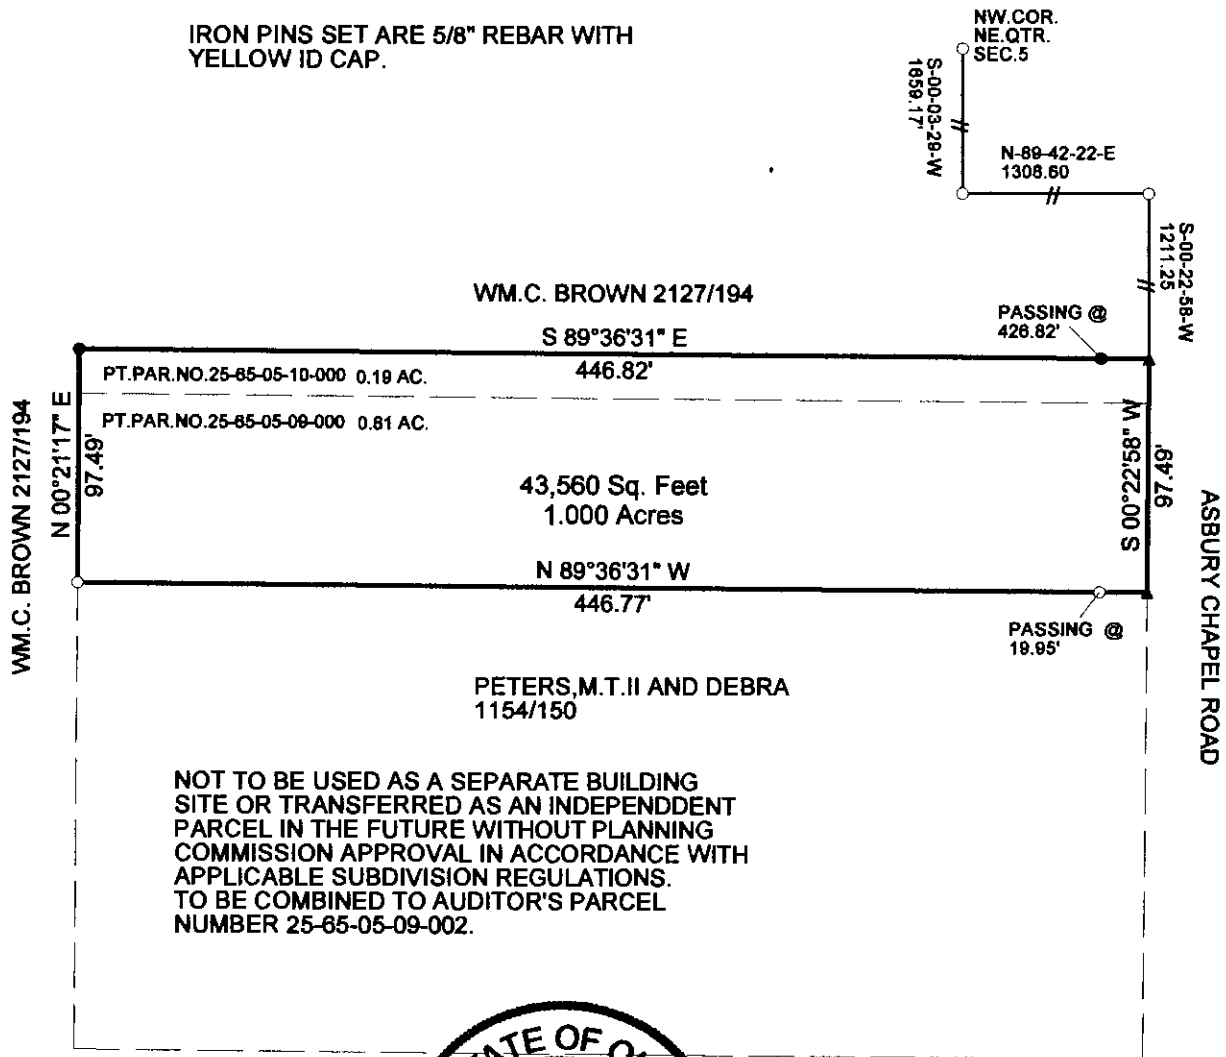 IRON PINS SET ARE 5/8" REBAR WITH
YELLOW ID CAP.
NW.COR.
NE.QTR.
SEC.5
S-00-03-29-W
1659.17'
N-89-42-22-E
1308.60
S-00-22-58-W
1211.25
WM.C. BROWN 2127/194
PASSING @
426.82'
S 89°36'31" E
446.82'
PT.PAR.NO.25-65-05-10-000 0.19 AC.
PT.PAR.NO.25-65-05-09-000 0.81 AC.
WM.C. BROWN 2127/194
N 00°21'17" E
97.49'
43,560 Sq. Feet
1.000 Acres
S 00°22'58" W
97.49'
ASBURY CHAPEL ROAD
N 89°36'31" W
446.77'
PASSING @
19.95'
PETERS,M.T.II AND DEBRA
1154/150
NOT TO BE USED AS A SEPARATE BUILDING
SITE OR TRANSFERRED AS AN INDEPENDDENT
PARCEL IN THE FUTURE WITHOUT PLANNING
COMMISSION APPROVAL IN ACCORDANCE WITH
APPLICABLE SUBDIVISION REGULATIONS.
TO BE COMBINED TO AUDITOR'S PARCEL
NUMBER 25-65-05-09-002.
OF